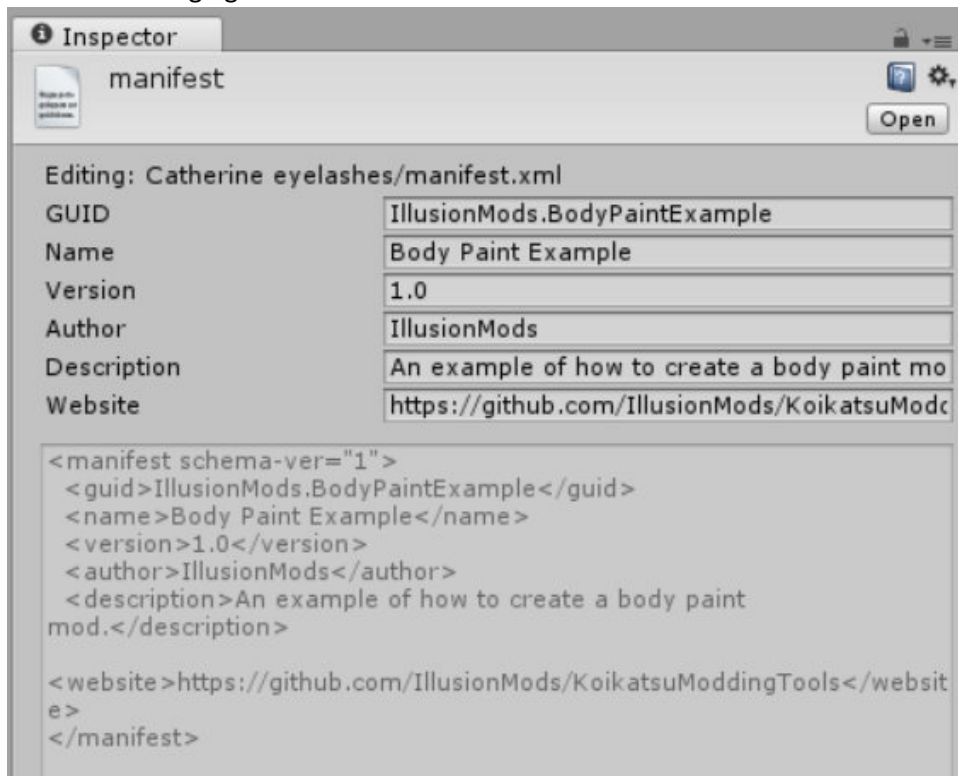 Inspector
manifest
Open
Editing: Catherine eyelashes/manifest.xml
GUID IllusionMods.BodyPaintExample
Name Body Paint Example
Version 1.0
Author IllusionMods
Description An example of how to create a body paint mo
Website https://github.com/IllusionMods/KoikatsuModd
<manifest schema-ver="1">
<guid>IllusionMods.BodyPaintExample</guid>
<name>Body Paint Example</name>
<version>1.0</version>
<author>IllusionMods</author>
<description>An example of how to create a body paint
mod.</description>
<website>https://github.com/IllusionMods/KoikatsuModdingTools</websit
e>
</manifest>